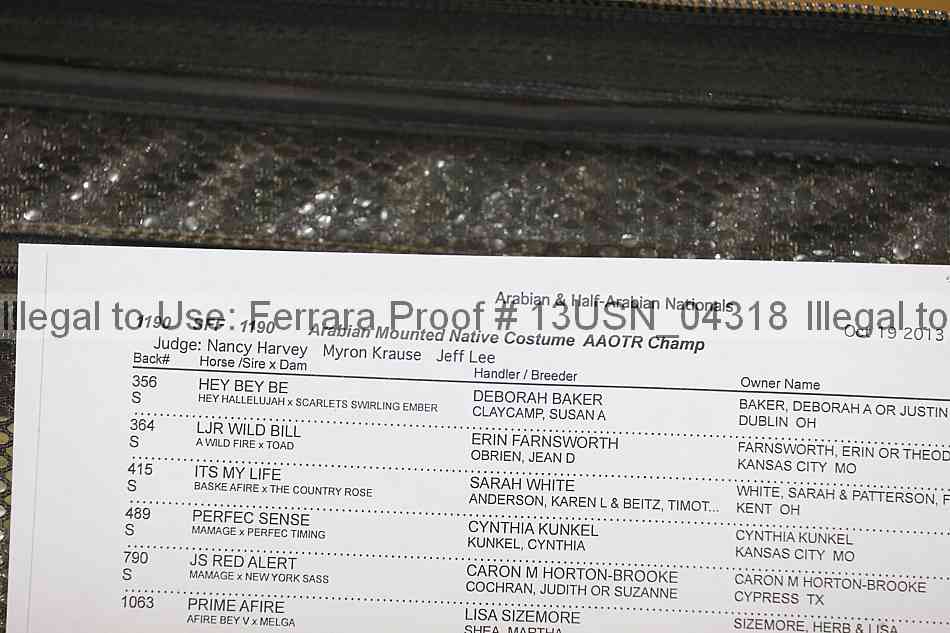 Arabian & Half-Arabian Nationals
Illegal to Use: Ferrara Proof # 13USN_04318 Illegal to
1190 SFF 1190 Arabian Mounted Native Costume AAOTR Champ Oct 19 2013
Judge: Nancy Harvey Myron Krause Jeff Lee
Back# Horse /Sire x Dam Handler / Breeder Owner Name
356 HEY BEY BE DEBORAH BAKER BAKER, DEBORAH A OR JUSTIN
S HEY HALLELUJAH x SCARLETS SWIRLING EMBER CLAYCAMP, SUSAN A DUBLIN OH
364 LJR WILD BILL ERIN FARNSWORTH FARNSWORTH, ERIN OR THEOD
S A WILD FIRE x TOAD OBRIEN, JEAN D KANSAS CITY MO
415 ITS MY LIFE SARAH WHITE WHITE, SARAH & PATTERSON, F
S BASKE AFIRE x THE COUNTRY ROSE ANDERSON, KAREN L & BEITZ, TIMOT... KENT OH
489 PERFEC SENSE CYNTHIA KUNKEL CYNTHIA KUNKEL
S MAMAGE x PERFEC TIMING KUNKEL, CYNTHIA KANSAS CITY MO
790 JS RED ALERT CARON M HORTON-BROOKE CARON M HORTON-BROOKE
S MAMAGE x NEW YORK SASS COCHRAN, JUDITH OR SUZANNE CYPRESS TX
1063 PRIME AFIRE LISA SIZEMORE SIZEMORE, HERB & LISA
AFIRE BEY V x MELGA SHEA, MARTHA